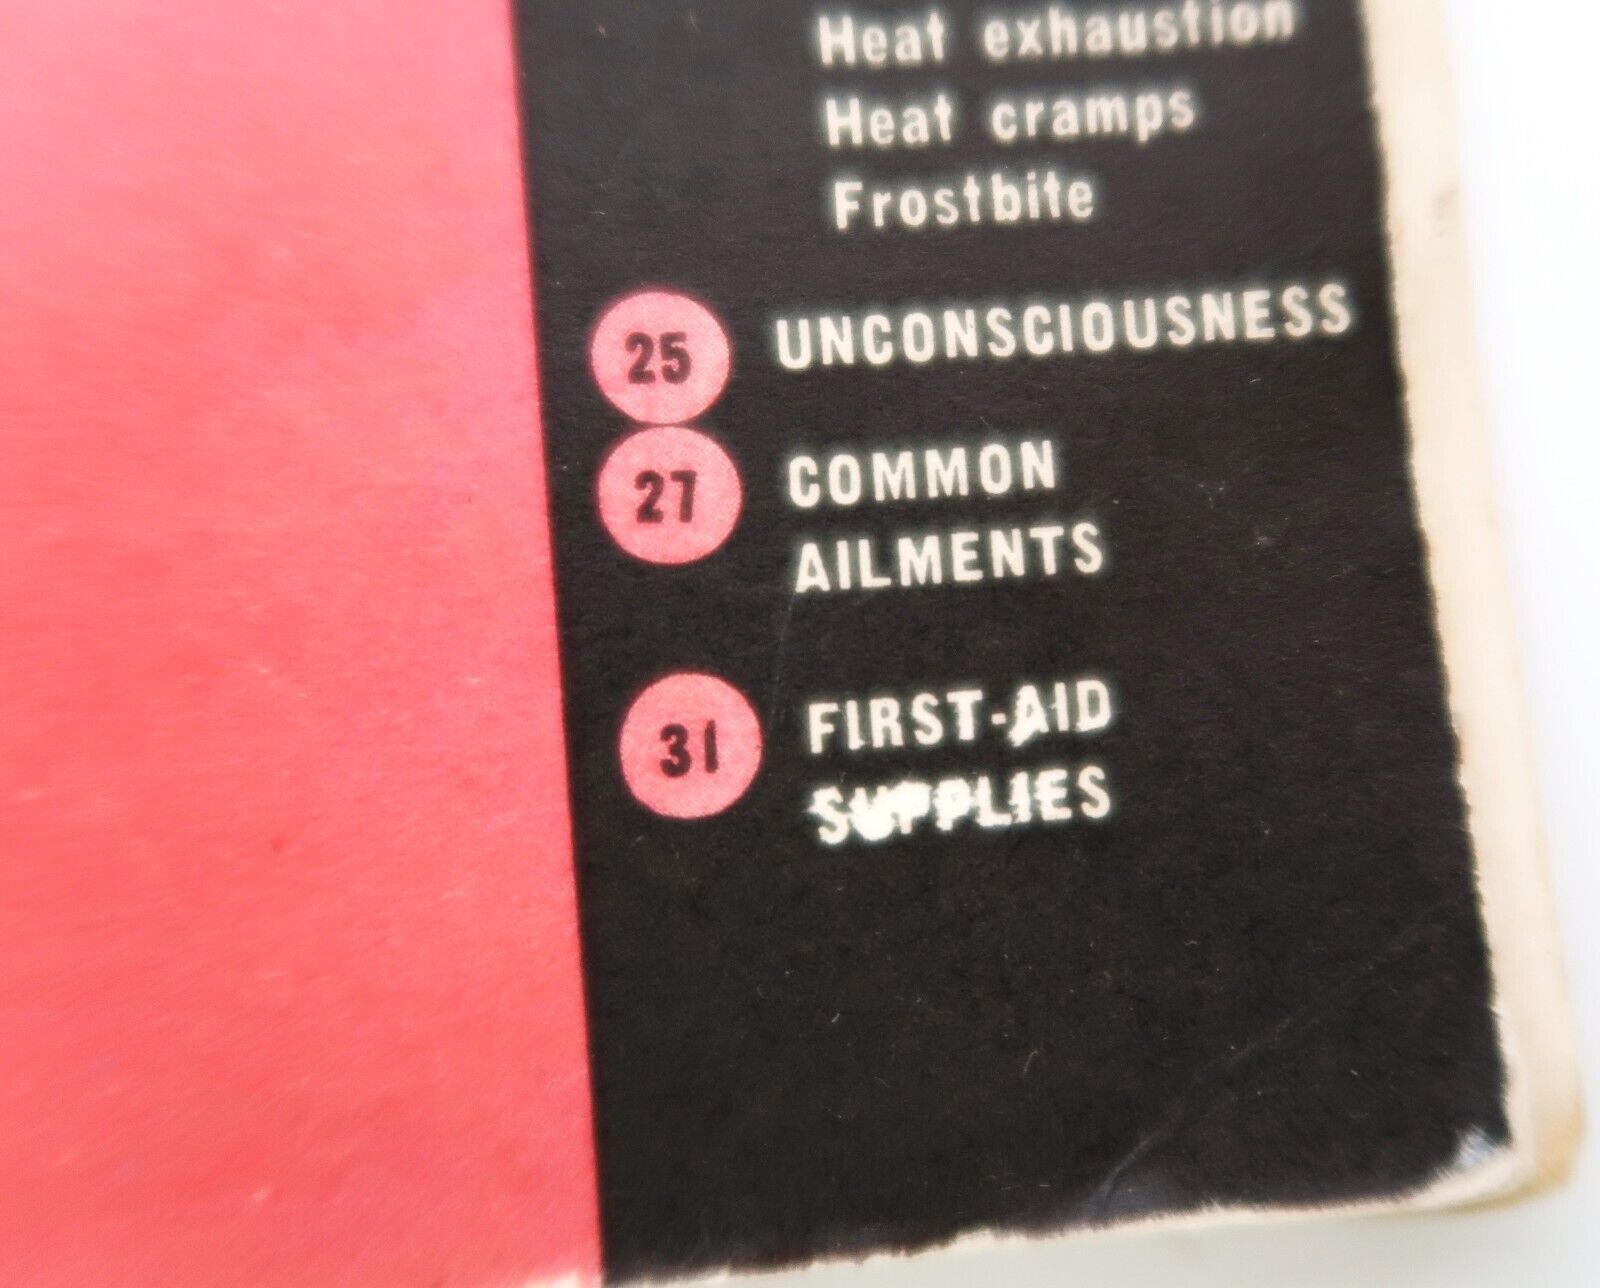 Heat exhaustion
Heat cramps
Frostbite
25 UNCONSCIOUSNESS
27 COMMON
AILMENTS
31 FIRST-AID
SUPPLIES